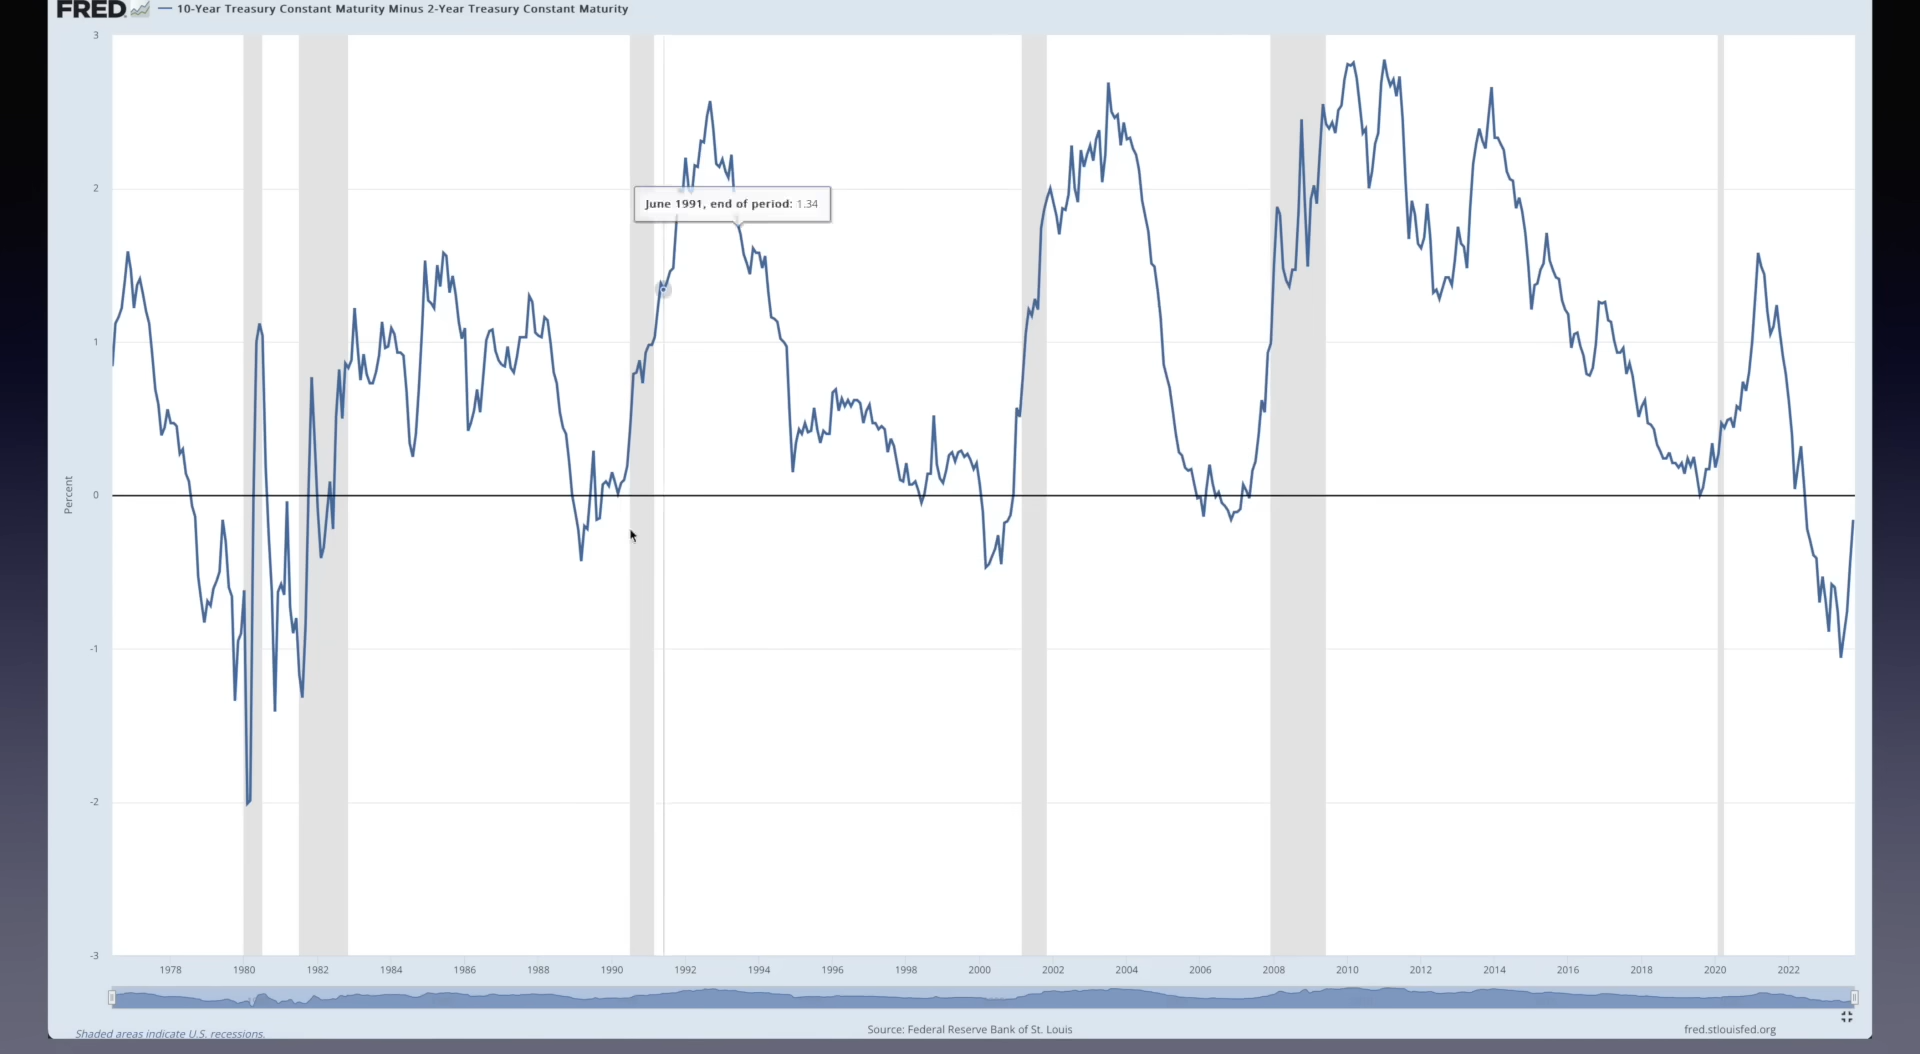 FRED 10-Year Treasury Constant Maturity Minus 2-Year Treasury Constant Maturity
3
2
1
0
-1
-2
-3
Percent
June 1991, end of period: 1.34
1978 1980 1982 1984 1986 1988 1990 1992 1994 1996 1998 2000 2002 2004 2006 2008 2010 2012 2014 2016 2018 2020 2022
Shaded areas indicate U.S. recessions.
Source: Federal Reserve Bank of St. Louis
fred.stlouisfed.org